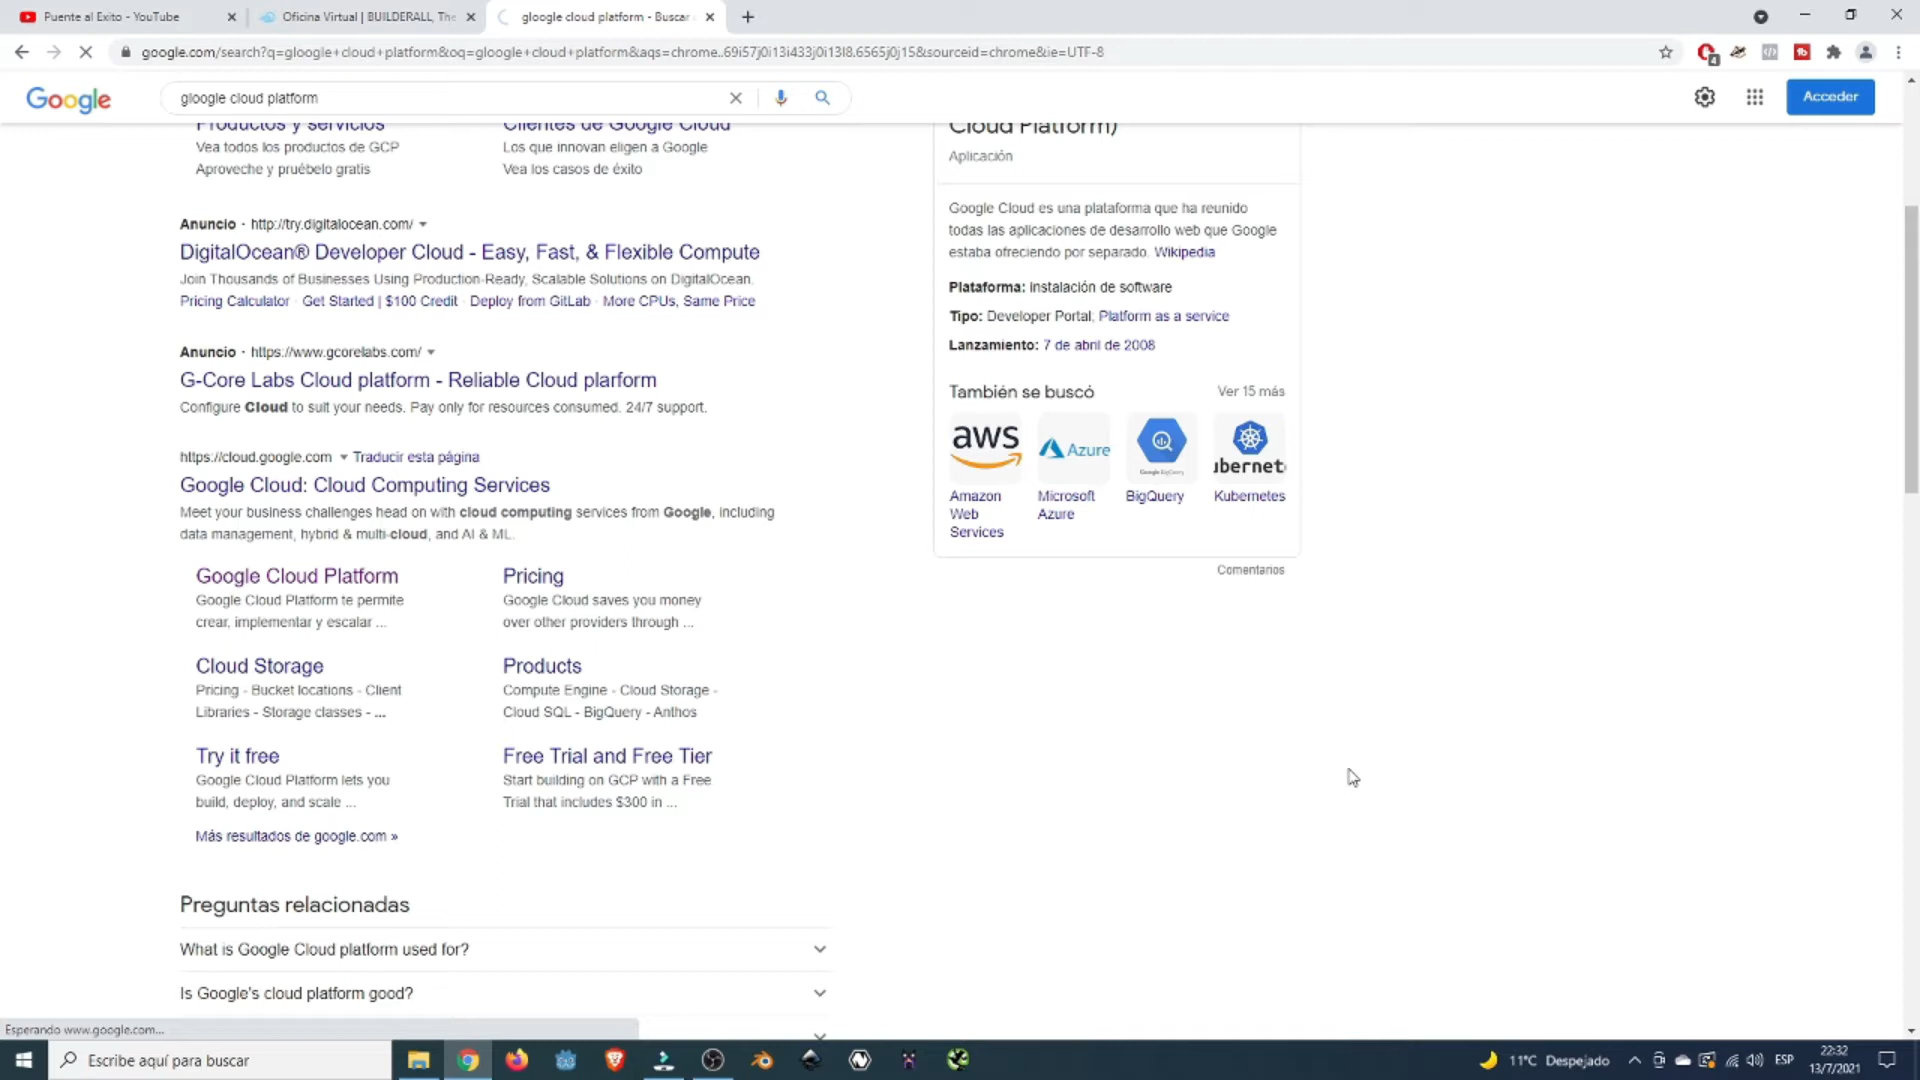 Puente al Exito - YouTube
Oficina Virtual | BUILDERALL, The
gloogle cloud platform - Buscar
google.com/search?q=gloogle+cloud+platform&oq=gloogle+cloud+platform&aqs=chrome..69i57j0i13i433j0i13l8.6565j0j15&sourceid=chrome&ie=UTF-8
Google
gloogle cloud platform
Acceder
Productos y servicios
Vea todos los productos de GCP
Aproveche y pruébelo gratis
Clientes de Google Cloud
Los que innovan eligen a Google
Vea los casos de éxito
Anuncio · http://try.digitalocean.com/
DigitalOcean® Developer Cloud - Easy, Fast, & Flexible Compute
Join Thousands of Businesses Using Production-Ready, Scalable Solutions on DigitalOcean.
Pricing Calculator · Get Started | $100 Credit · Deploy from GitLab · More CPUs, Same Price
Anuncio · https://www.gcorelabs.com/
G-Core Labs Cloud platform - Reliable Cloud plarform
Configure Cloud to suit your needs. Pay only for resources consumed. 24/7 support.
https://cloud.google.com Traducir esta página
Google Cloud: Cloud Computing Services
Meet your business challenges head on with cloud computing services from Google, including
data management, hybrid & multi-cloud, and AI & ML.
Google Cloud Platform
Google Cloud Platform te permite
crear, implementar y escalar ...
Pricing
Google Cloud saves you money
over other providers through ...
Cloud Storage
Pricing - Bucket locations - Client
Libraries - Storage classes - ...
Products
Compute Engine - Cloud Storage -
Cloud SQL - BigQuery - Anthos
Try it free
Google Cloud Platform lets you
build, deploy, and scale ...
Free Trial and Free Tier
Start building on GCP with a Free
Trial that includes $300 in ...
Más resultados de google.com »
Preguntas relacionadas
What is Google Cloud platform used for?
Is Google's cloud platform good?
Cloud Platform)
Aplicación
Google Cloud es una plataforma que ha reunido
todas las aplicaciones de desarrollo web que Google
estaba ofreciendo por separado. Wikipedia
Plataforma: instalación de software
Tipo: Developer Portal; Platform as a service
Lanzamiento: 7 de abril de 2008
También se buscó
Ver 15 más
aws
Azure
Google BigQuery
ubernet
Amazon
Web
Services
Microsoft
Azure
BigQuery
Kubernetes
Comentarios
Esperando www.google.com...
Escribe aquí para buscar
11°C Despejado
ESP
22:32
13/7/2021